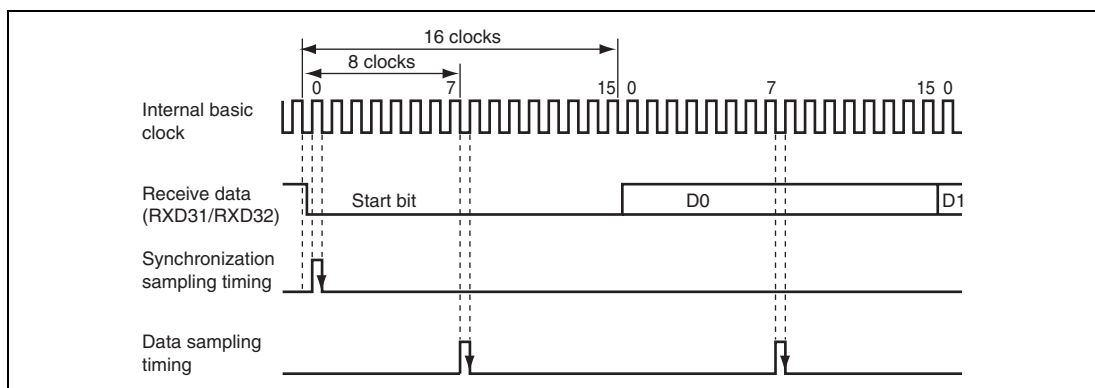 16 clocks
8 clocks
0 7 15 0 7 15 0
Internal basic
clock
Receive data
(RXD31/RXD32)
Start bit D0 D1
Synchronization
sampling timing
Data sampling
timing